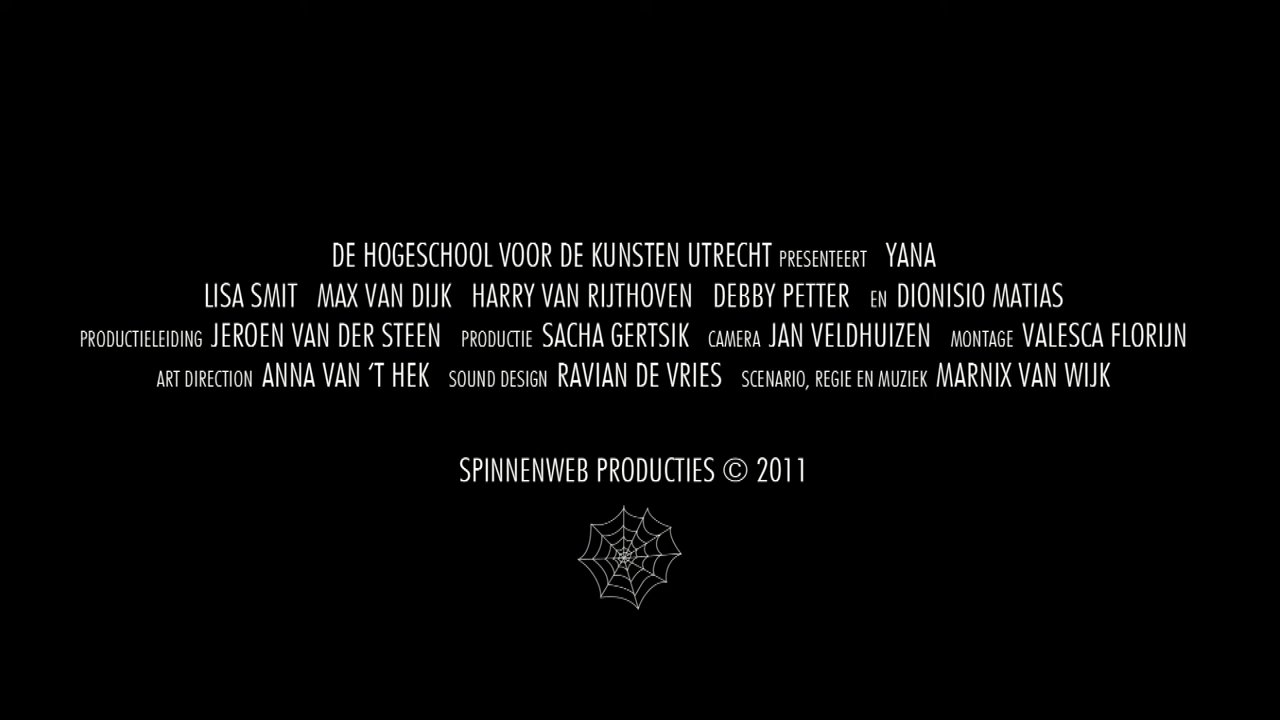 DE HOGESCHOOL VOOR DE KUNSTEN UTRECHT PRESENTEERT YANA
LISA SMIT MAX VAN DIJK HARRY VAN RIJTHOVEN DEBBY PETTER EN DIONISIO MATIAS
PRODUCTIELEIDING JEROEN VAN DER STEEN PRODUCTIE SACHA GERTSIK CAMERA JAN VELDHUIZEN MONTAGE VALESCA FLORIJN
ART DIRECTION ANNA VAN ‘T HEK SOUND DESIGN RAVIAN DE VRIES SCENARIO, REGIE EN MUZIEK MARNIX VAN WIJK
SPINNENWEB PRODUCTIES © 2011